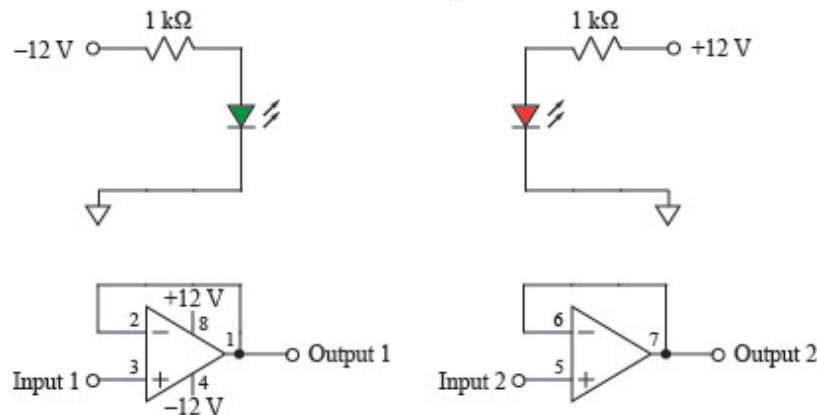 1 kΩ
−12 V
1 kΩ
+12 V
+12 V
2
8
1
Output 1
Input 1
3
4
−12 V
6
7
Output 2
Input 2
5